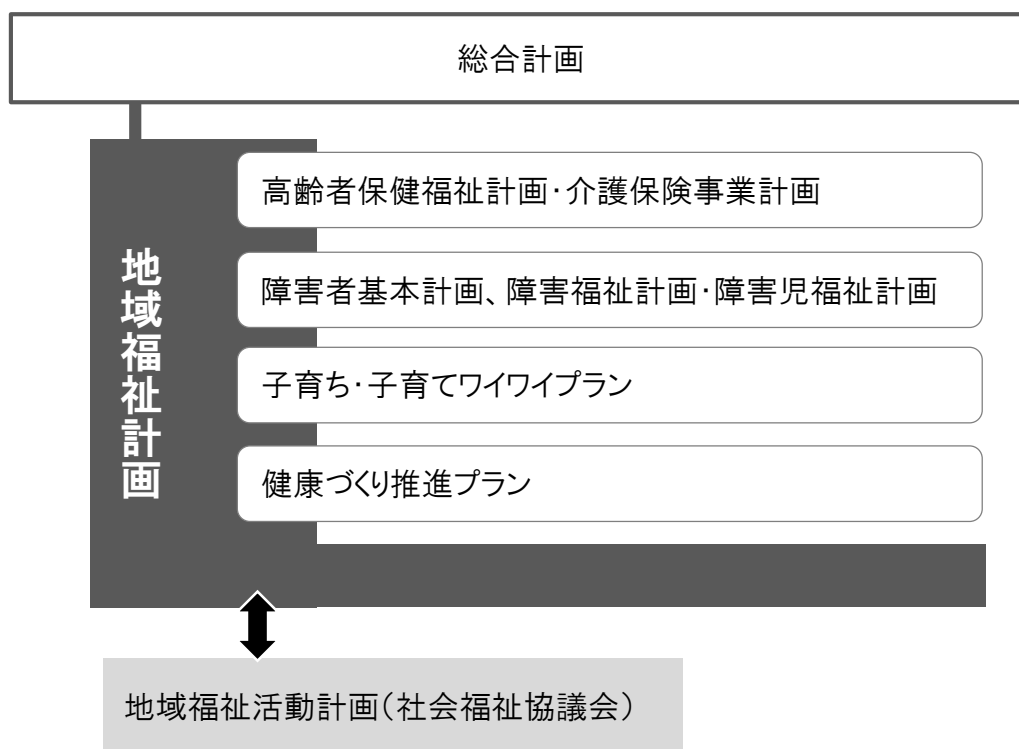 総合計画
地域福祉計画
高齢者保健福祉計画･介護保険事業計画
障害者基本計画、障害福祉計画･障害児福祉計画
子育ち･子育てワイワイプラン
健康づくり推進プラン
地域福祉活動計画（社会福祉協議会）